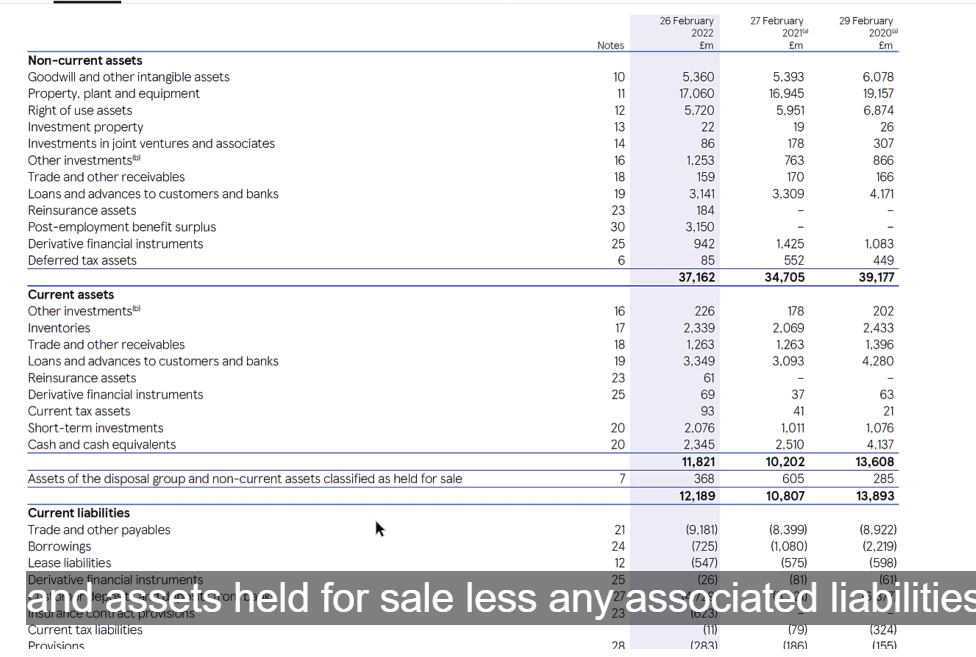 26 February 27 February 29 February
2022 2021(a) 2020(a)
Notes £m £m £m
Non-current assets
Goodwill and other intangible assets 10 5,360 5,393 6,078
Property, plant and equipment 11 17,060 16,945 19,157
Right of use assets 12 5,720 5,951 6,874
Investment property 13 22 19 26
Investments in joint ventures and associates 14 86 178 307
Other investments(b) 16 1,253 763 866
Trade and other receivables 18 159 170 166
Loans and advances to customers and banks 19 3,141 3,309 4,171
Reinsurance assets 23 184 – –
Post-employment benefit surplus 30 3,150 – –
Derivative financial instruments 25 942 1,425 1,083
Deferred tax assets 6 85 552 449
37,162 34,705 39,177
Current assets
Other investments(b) 16 226 178 202
Inventories 17 2,339 2,069 2,433
Trade and other receivables 18 1,263 1,263 1,396
Loans and advances to customers and banks 19 3,349 3,093 4,280
Reinsurance assets 23 61 – –
Derivative financial instruments 25 69 37 63
Current tax assets 93 41 21
Short-term investments 20 2,076 1,011 1,076
Cash and cash equivalents 20 2,345 2,510 4,137
11,821 10,202 13,608
Assets of the disposal group and non-current assets classified as held for sale 7 368 605 285
12,189 10,807 13,893
Current liabilities
Trade and other payables 21 (9,181) (8,399) (8,922)
Borrowings 24 (725) (1,080) (2,219)
Lease liabilities 12 (547) (575) (598)
Derivative financial instruments 25 (26) (81) (61)
and assets held for sale less any associated liabilities
27
Insurance contract provisions 23 (623) –
Current tax liabilities (11) (79) (324)
Provisions 28 (283) (186) (155)